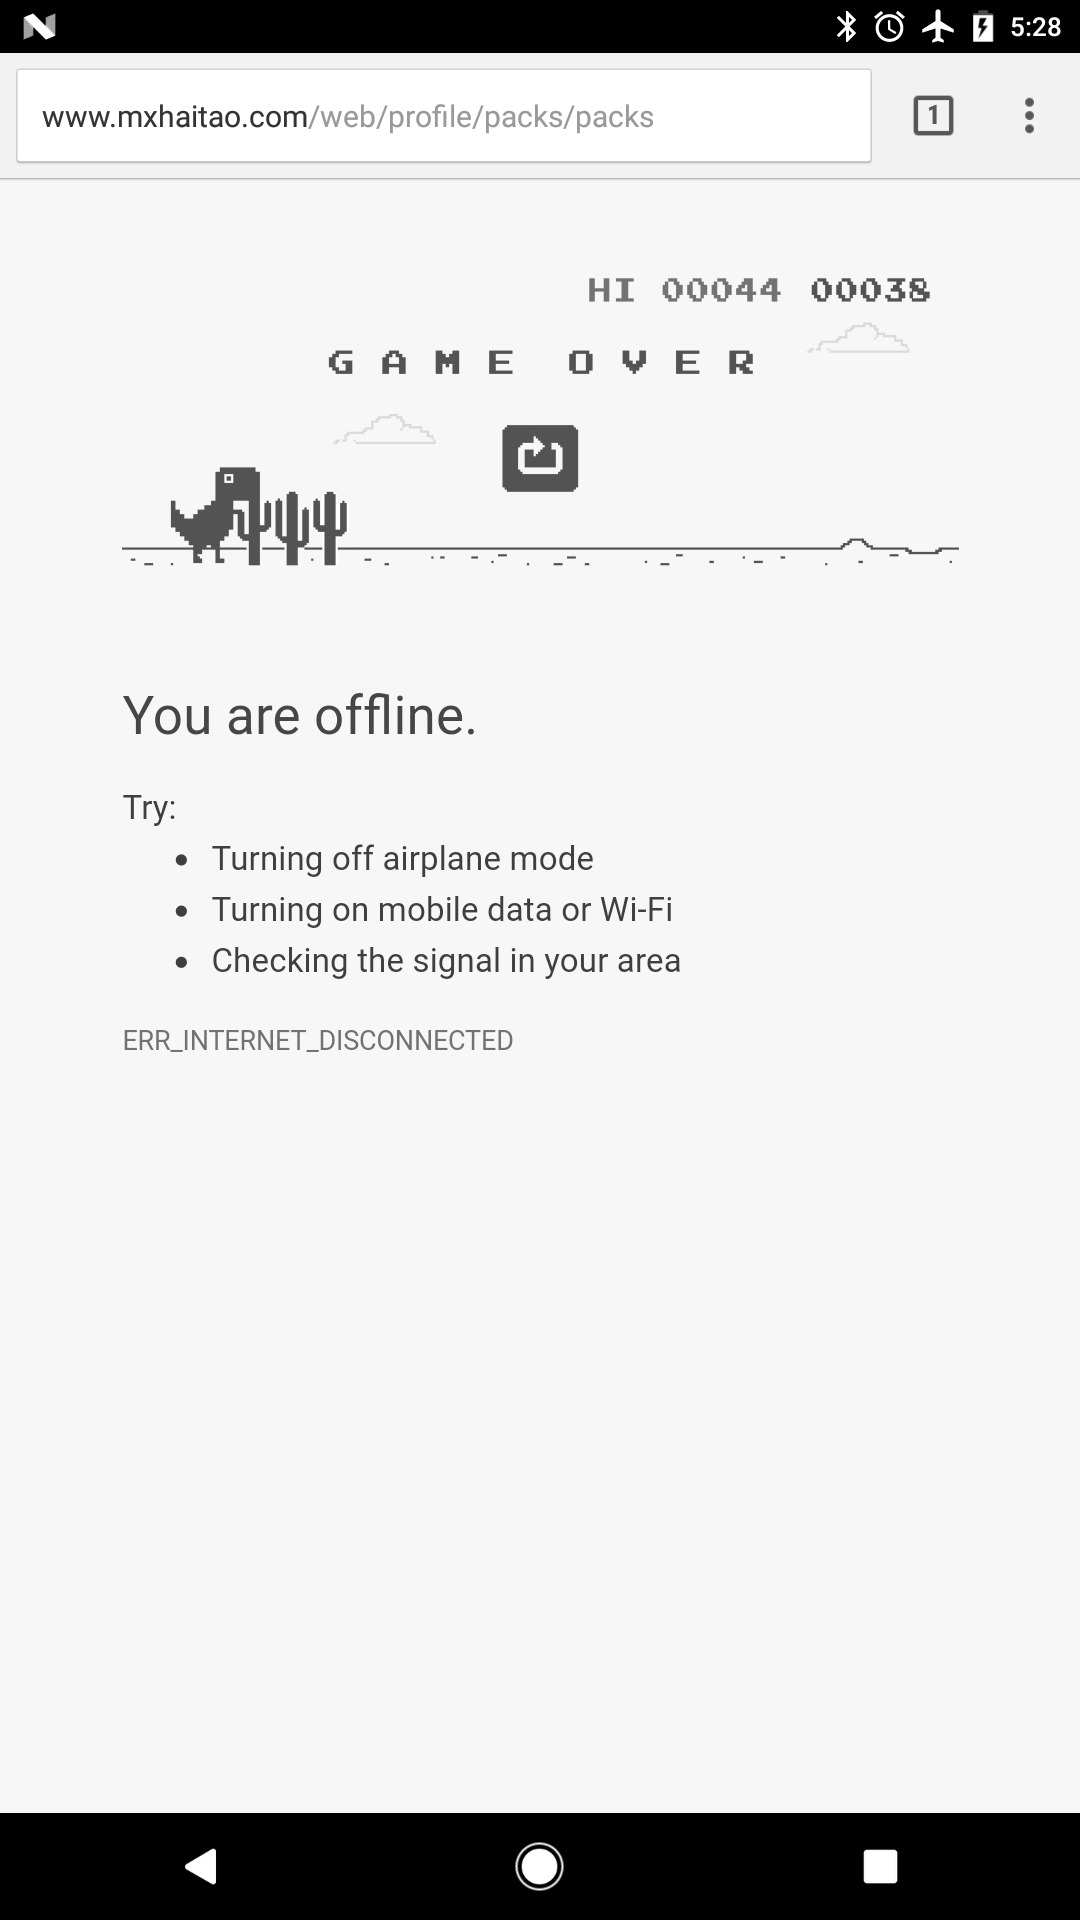 5:28
www.mxhaitao.com/web/profile/packs/packs
1
HI 00044 00038
GAME OVER
You are offline.
Try:
• Turning off airplane mode
• Turning on mobile data or Wi-Fi
• Checking the signal in your area
ERR_INTERNET_DISCONNECTED